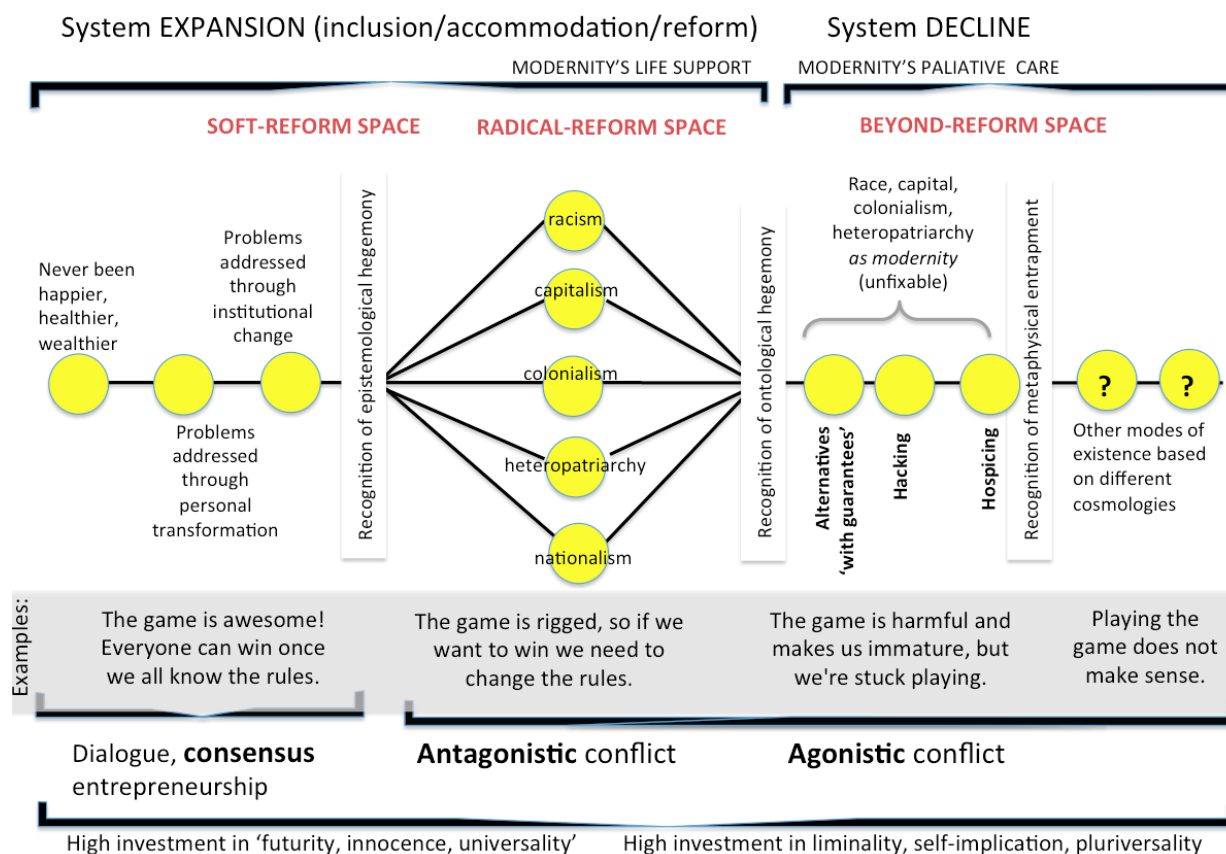 System EXPANSION (inclusion/accommodation/reform)
System DECLINE
MODERNITY'S LIFE SUPPORT
MODERNITY'S PALIATIVE CARE
SOFT-REFORM SPACE
RADICAL-REFORM SPACE
BEYOND-REFORM SPACE
Never been
happier,
healthier,
wealthier
Problems
addressed
through
institutional
change
Problems
addressed
through
personal
transformation
Recognition of epistemological hegemony
racism
capitalism
colonialism
heteropatriarchy
nationalism
Recognition of ontological hegemony
Race, capital,
colonialism,
heteropatriarchy
as modernity
(unfixable)
Alternatives
'with guarantees'
Hacking
Hospicing
Recognition of metaphysical entrapment
?
?
Other modes of
existence based
on different
cosmologies
Examples:
The game is awesome!
Everyone can win once
we all know the rules.
The game is rigged, so if we
want to win we need to
change the rules.
The game is harmful and
makes us immature, but
we're stuck playing.
Playing the
game does not
make sense.
Dialogue, consensus
entrepreneurship
Antagonistic conflict
Agonistic conflict
High investment in 'futurity, innocence, universality'
High investment in liminality, self-implication, pluriversality